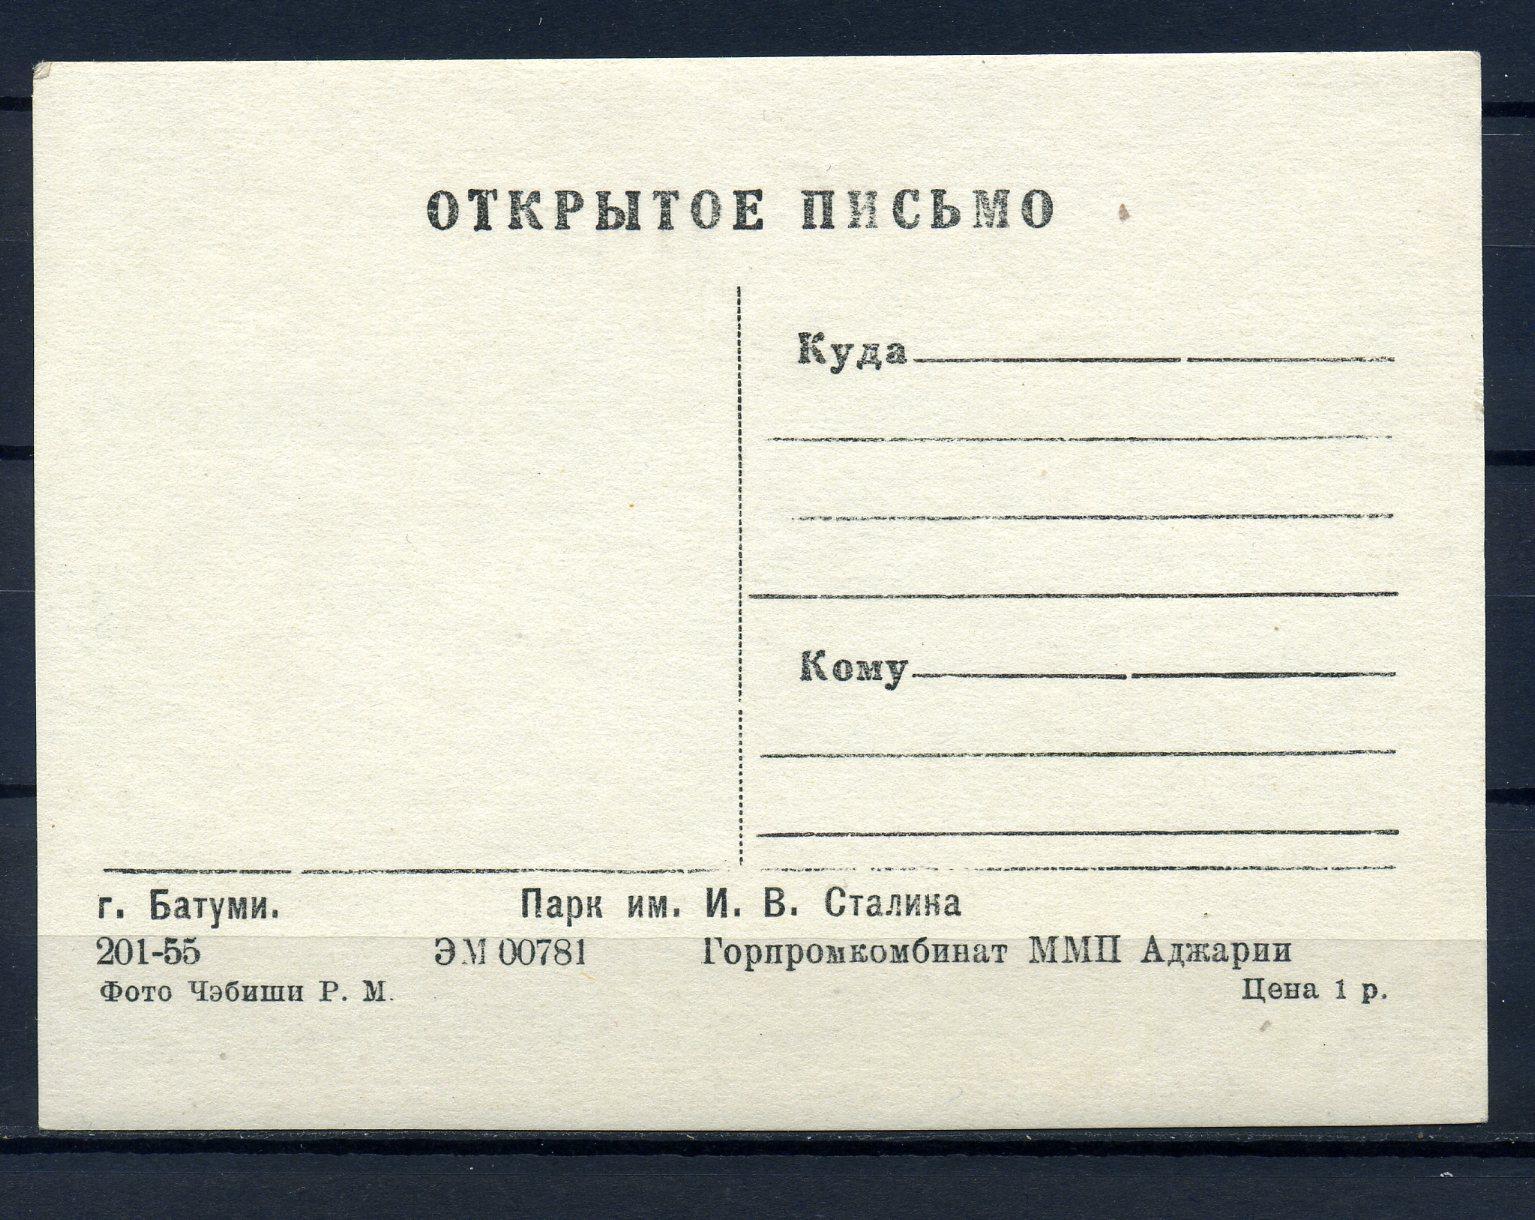 ОТКРЫТОЕ ПИСЬМО
Куда
Кому
г. Батуми. Парк им. И. В. Сталина
201-55 ЭМ 00781 Горпромкомбинат ММП Аджарии
Фото Чэбиши Р. М. Цена 1 р.